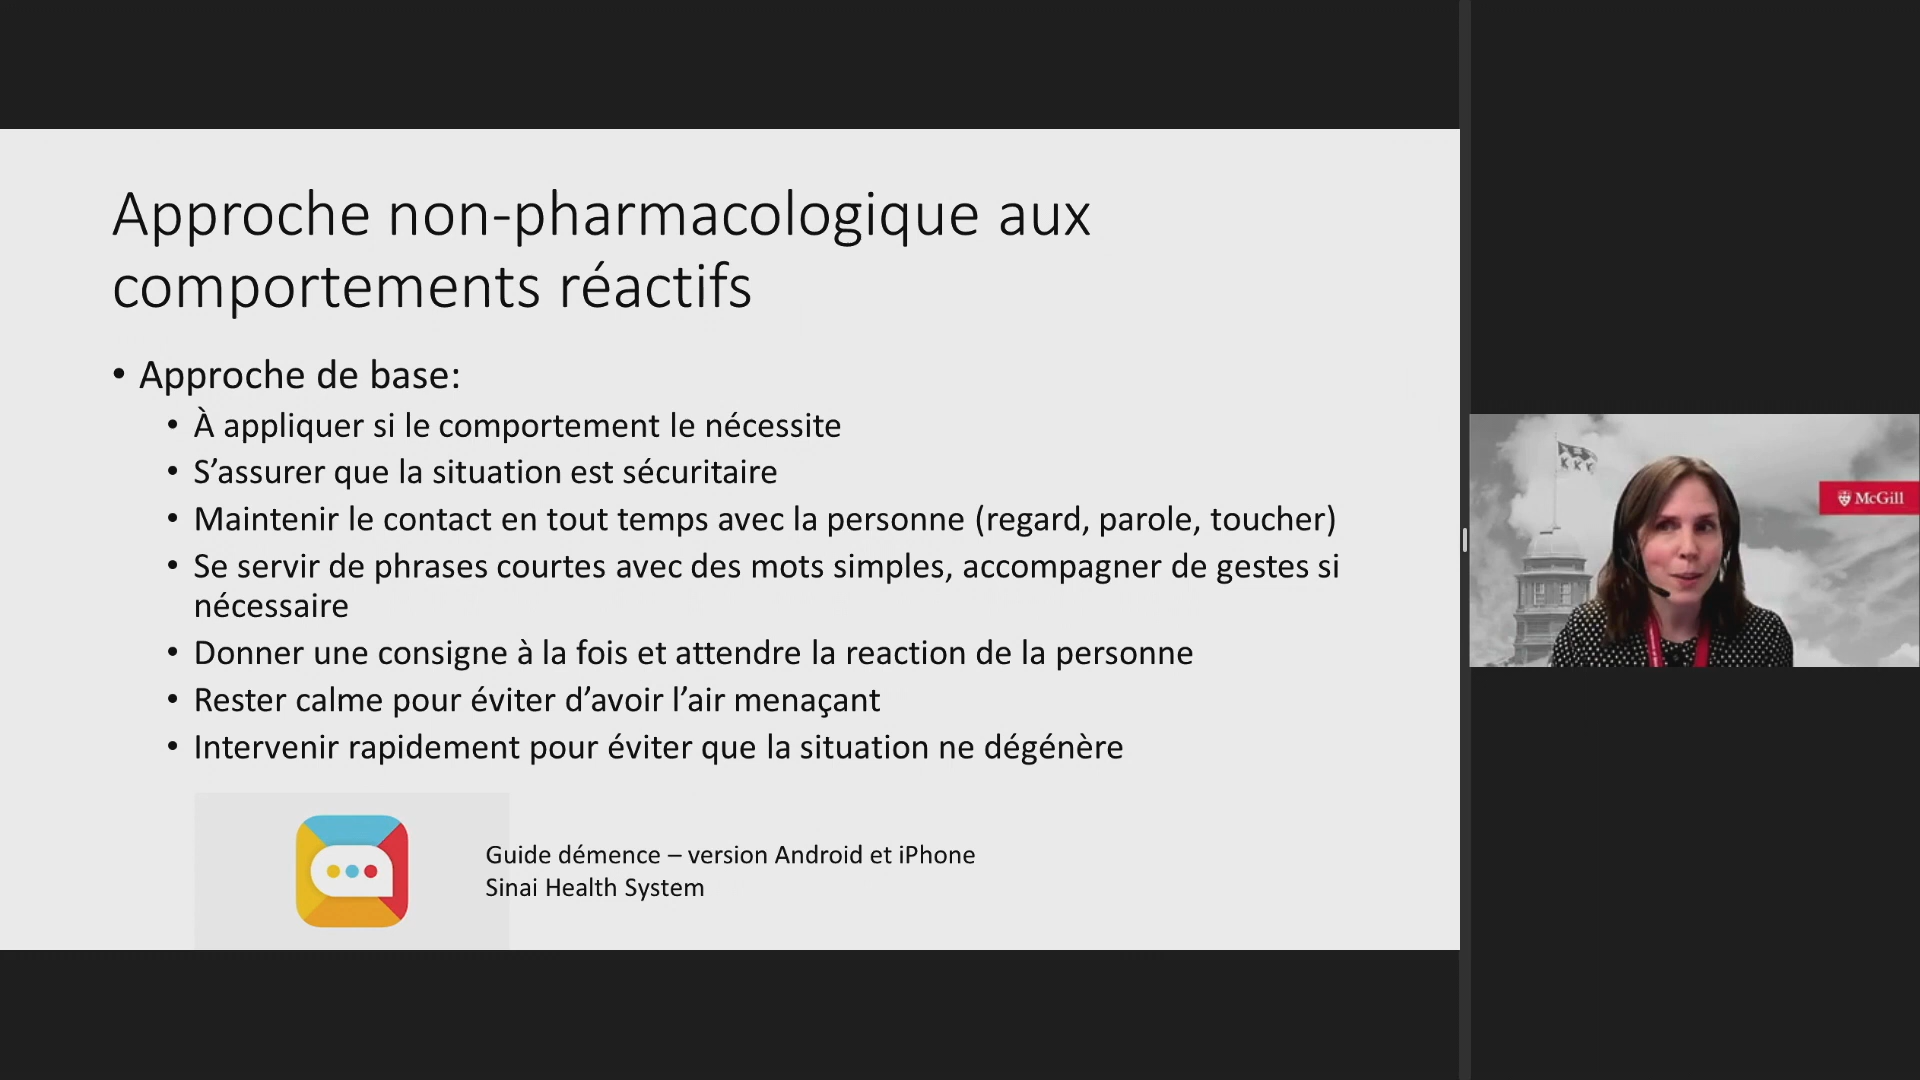 Approche non-pharmacologique aux
comportements réactifs
• Approche de base:
• À appliquer si le comportement le nécessite
• S’assurer que la situation est sécuritaire
• Maintenir le contact en tout temps avec la personne (regard, parole, toucher)
• Se servir de phrases courtes avec des mots simples, accompagner de gestes si
nécessaire
• Donner une consigne à la fois et attendre la reaction de la personne
• Rester calme pour éviter d’avoir l’air menaçant
• Intervenir rapidement pour éviter que la situation ne dégénère
Guide démence – version Android et iPhone
Sinai Health System
McGill